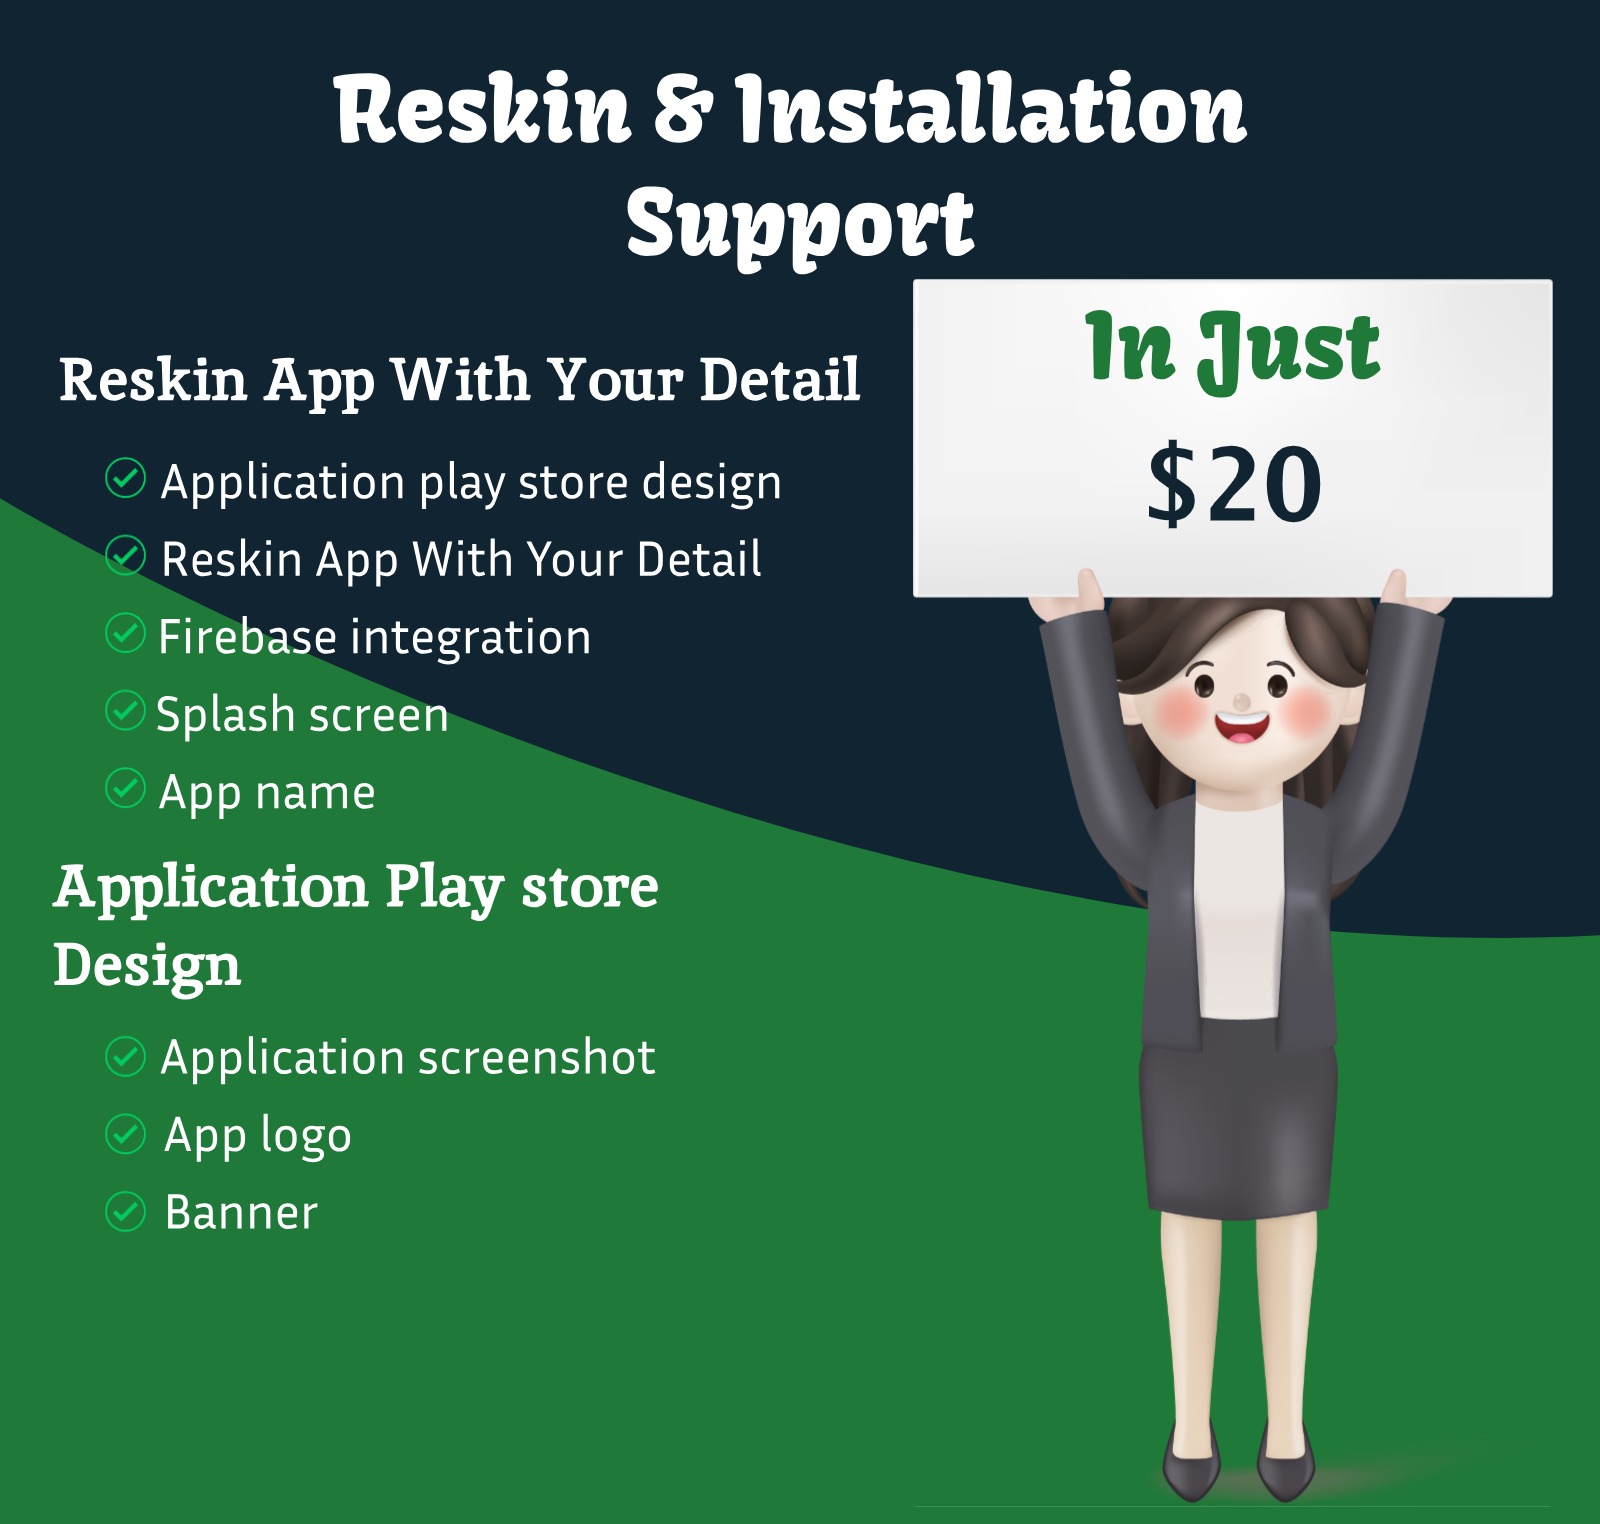 Reskin & Installation
Support
In Just
$20
Reskin App With Your Detail
Application play store design
Reskin App With Your Detail
Firebase integration
Splash screen
App name
Application Play store
Design
Application screenshot
App logo
Banner